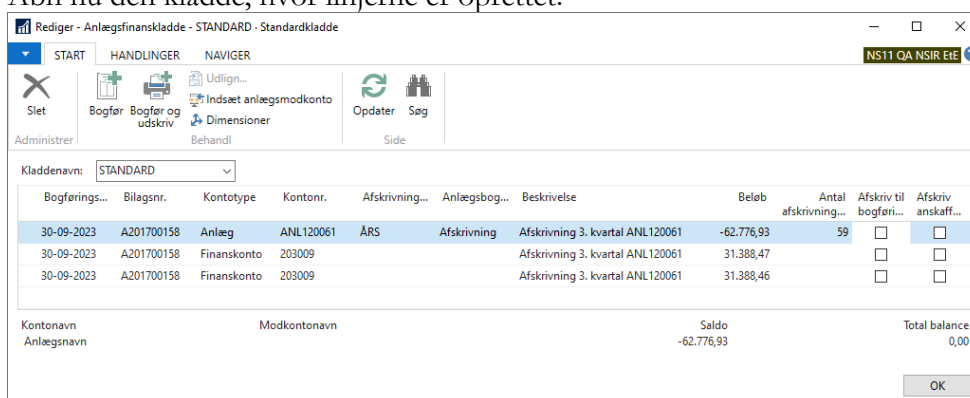 Åbn nu den kladde, hvor linjerne er oprettet.
Rediger - Anlægsfinanskladde - STANDARD · Standardkladde
START HANDLINGER NAVIGER NS11 QA NSIR EtE
Slet
Bogfør
Bogfør og udskriv
Udlign...
Indsæt anlægsmodkonto
Dimensioner
Opdater
Søg
Administrer Behandl Side
Kladdenavn: STANDARD
Bogførings... Bilagsnr. Kontotype Kontonr. Afskrivning... Anlægsbog... Beskrivelse Beløb Antal afskrivning... Afskriv til bogføri... Afskriv anskaff...
30-09-2023 A201700158 Anlæg ANL120061 ÅRS Afskrivning Afskrivning 3. kvartal ANL120061 -62.776,93 59
30-09-2023 A201700158 Finanskonto 203009 Afskrivning 3. kvartal ANL120061 31.388,47
30-09-2023 A201700158 Finanskonto 203009 Afskrivning 3. kvartal ANL120061 31.388,46
Kontonavn Modkontonavn Saldo Total balance
Anlægsnavn -62.776,93 0,00
OK